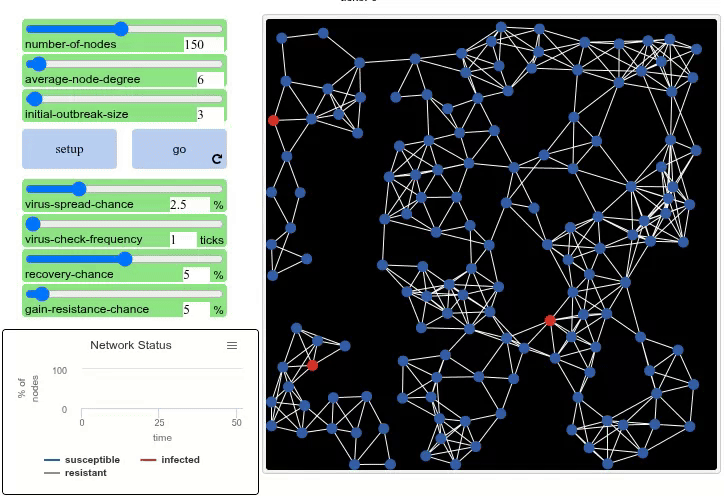 number-of-nodes 150
average-node-degree 6
initial-outbreak-size 3
setup go
virus-spread-chance 2.5 %
virus-check-frequency 1 ticks
recovery-chance 5 %
gain-resistance-chance 5 %
Network Status
% of
nodes
100
0
0 25 50
time
susceptible infected
resistant